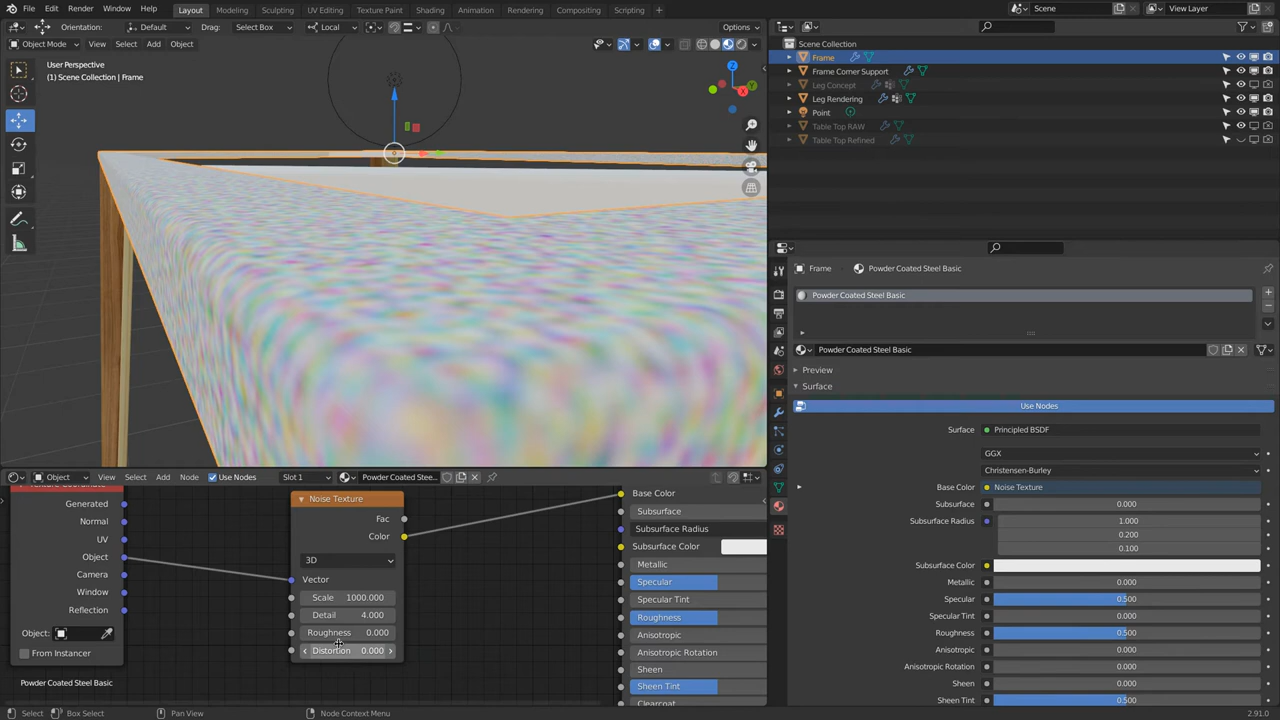 File Edit Render Window Help Layout Modeling Sculpting UV Editing Texture Paint Shading Animation Rendering Compositing Scripting + Scene View Layer
Orientation: Default Drag: Select Box Local Options
Object Mode View Select Add Object
User Perspective
(1) Scene Collection | Frame
Z
Y
X
Scene Collection
Frame
Frame Corner Support
Leg Concept
Leg Rendering
Point
Table Top RAW
Table Top Refined
Frame Powder Coated Steel Basic
Powder Coated Steel Basic
Powder Coated Steel Basic
Preview
Surface
Use Nodes
Surface Principled BSDF
GGX
Christensen-Burley
Base Color Noise Texture
Subsurface 0.000
Subsurface Radius 1.000
0.200
0.100
Subsurface Color
Metallic 0.000
Specular 0.500
Specular Tint 0.000
Roughness 0.500
Anisotropic 0.000
Anisotropic Rotation 0.000
Sheen 0.000
Sheen Tint 0.500
Object View Select Add Node Use Nodes Slot 1 Powder Coated Stee..
Texture Coordinate
Generated
Normal
UV
Object
Camera
Window
Reflection
Object:
From Instancer
Powder Coated Steel Basic
Noise Texture
Fac
Color
3D
Vector
Scale 1000.000
Detail 4.000
Roughness 0.000
Distortion 0.000
Base Color
Subsurface
Subsurface Radius
Subsurface Color
Metallic
Specular
Specular Tint
Roughness
Anisotropic
Anisotropic Rotation
Sheen
Sheen Tint
Clearcoat
Select Box Select Pan View Node Context Menu 2.91.0